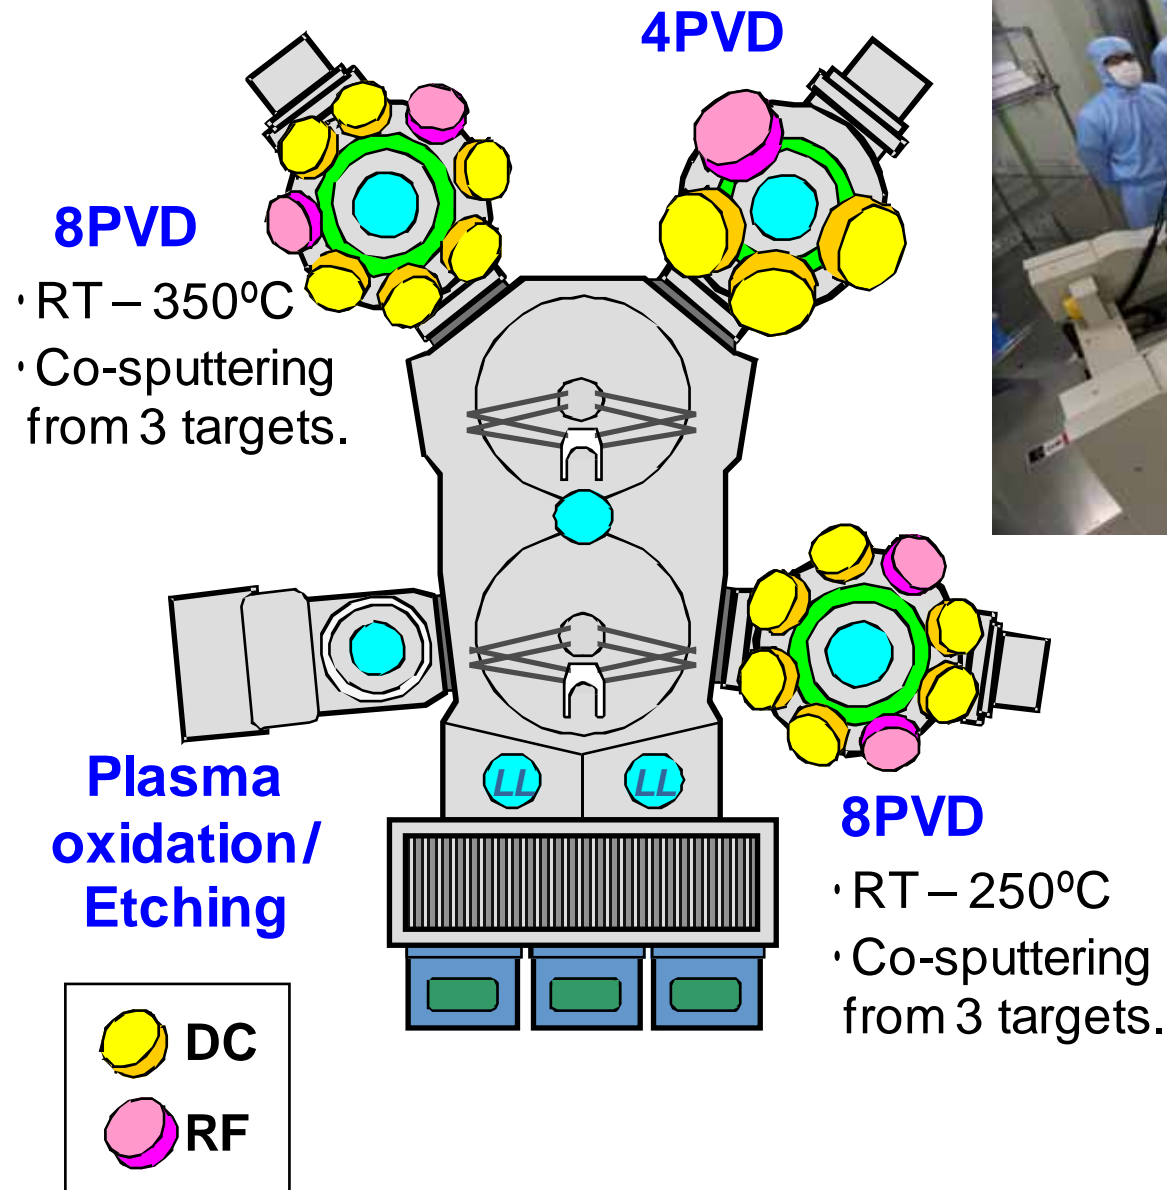 4PVD
8PVD
· RT – 350ºC
· Co-sputtering
from 3 targets.
Plasma
oxidation/
Etching
LL
LL
8PVD
· RT – 250ºC
· Co-sputtering
from 3 targets.
DC
RF